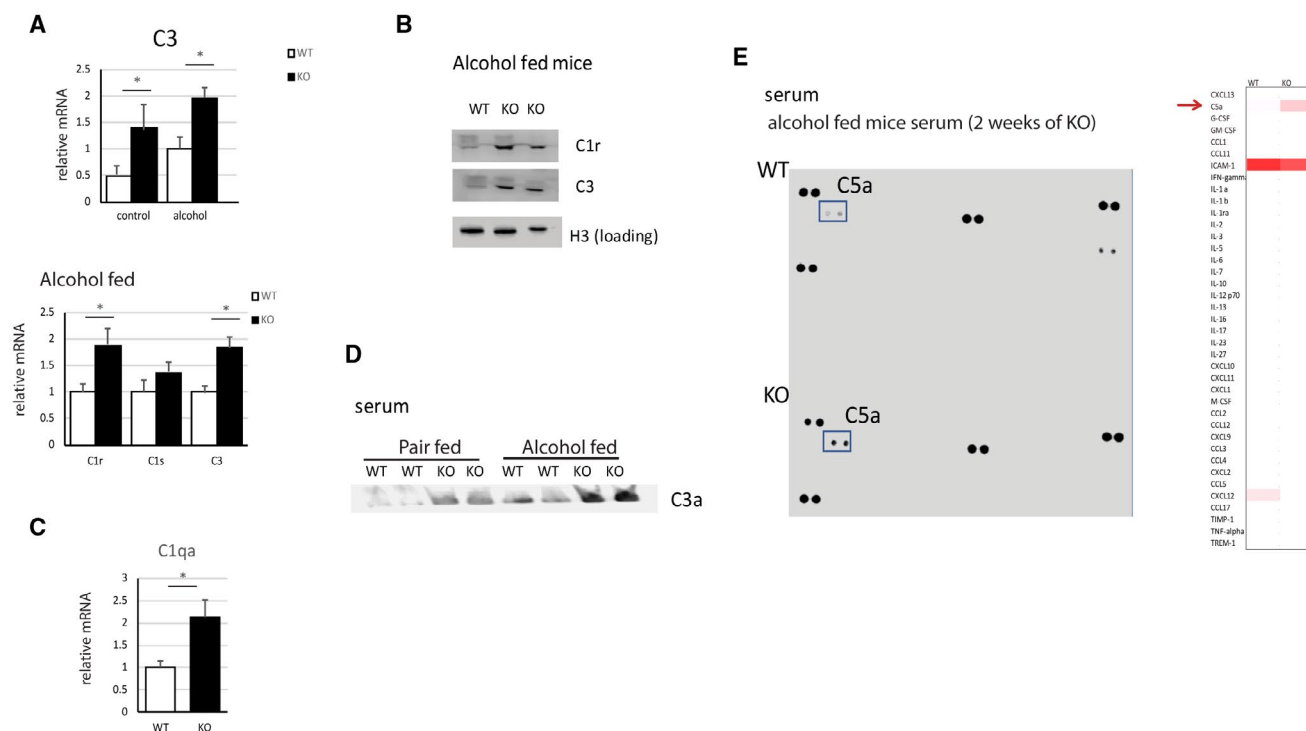 A
C3
WT
KO
*
*
relative mRNA
2.5
2
1.5
1
0.5
0
control alcohol
Alcohol fed
WT
KO
*
*
relative mRNA
2.5
2
1.5
1
0.5
0
C1r C1s C3
B
Alcohol fed mice
WT KO KO
C1r
C3
H3 (loading)
C
C1qa
*
relative mRNA
3
2.5
2
1.5
1
0.5
0
WT KO
D
serum
Pair fed Alcohol fed
WT WT KO KO WT WT KO KO
C3a
E
serum
alcohol fed mice serum (2 weeks of KO)
WT
C5a
KO
C5a
WT KO
CXCL13
C5a
G-CSF
GM CSF
CCL1
CCL11
ICAM-1
IFN-gamm
IL-1 a
IL-1 b
IL-1ra
IL-2
IL-3
IL-5
IL-6
IL-7
IL-10
IL-12 p70
IL-13
IL-16
IL-17
IL-23
IL-27
CXCL10
CXCL11
CXCL1
M-CSF
CCL2
CCL12
CXCL9
CCL3
CCL4
CXCL2
CCL5
CXCL12
CCL17
TIMP-1
TNF-alpha
TREM-1